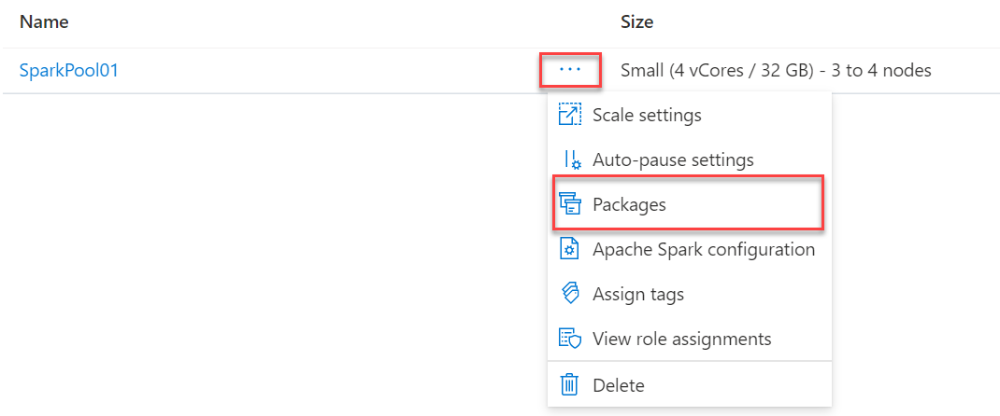 Name Size
SparkPool01 ... Small (4 vCores / 32 GB) - 3 to 4 nodes
Scale settings
Auto-pause settings
Packages
Apache Spark configuration
Assign tags
View role assignments
Delete